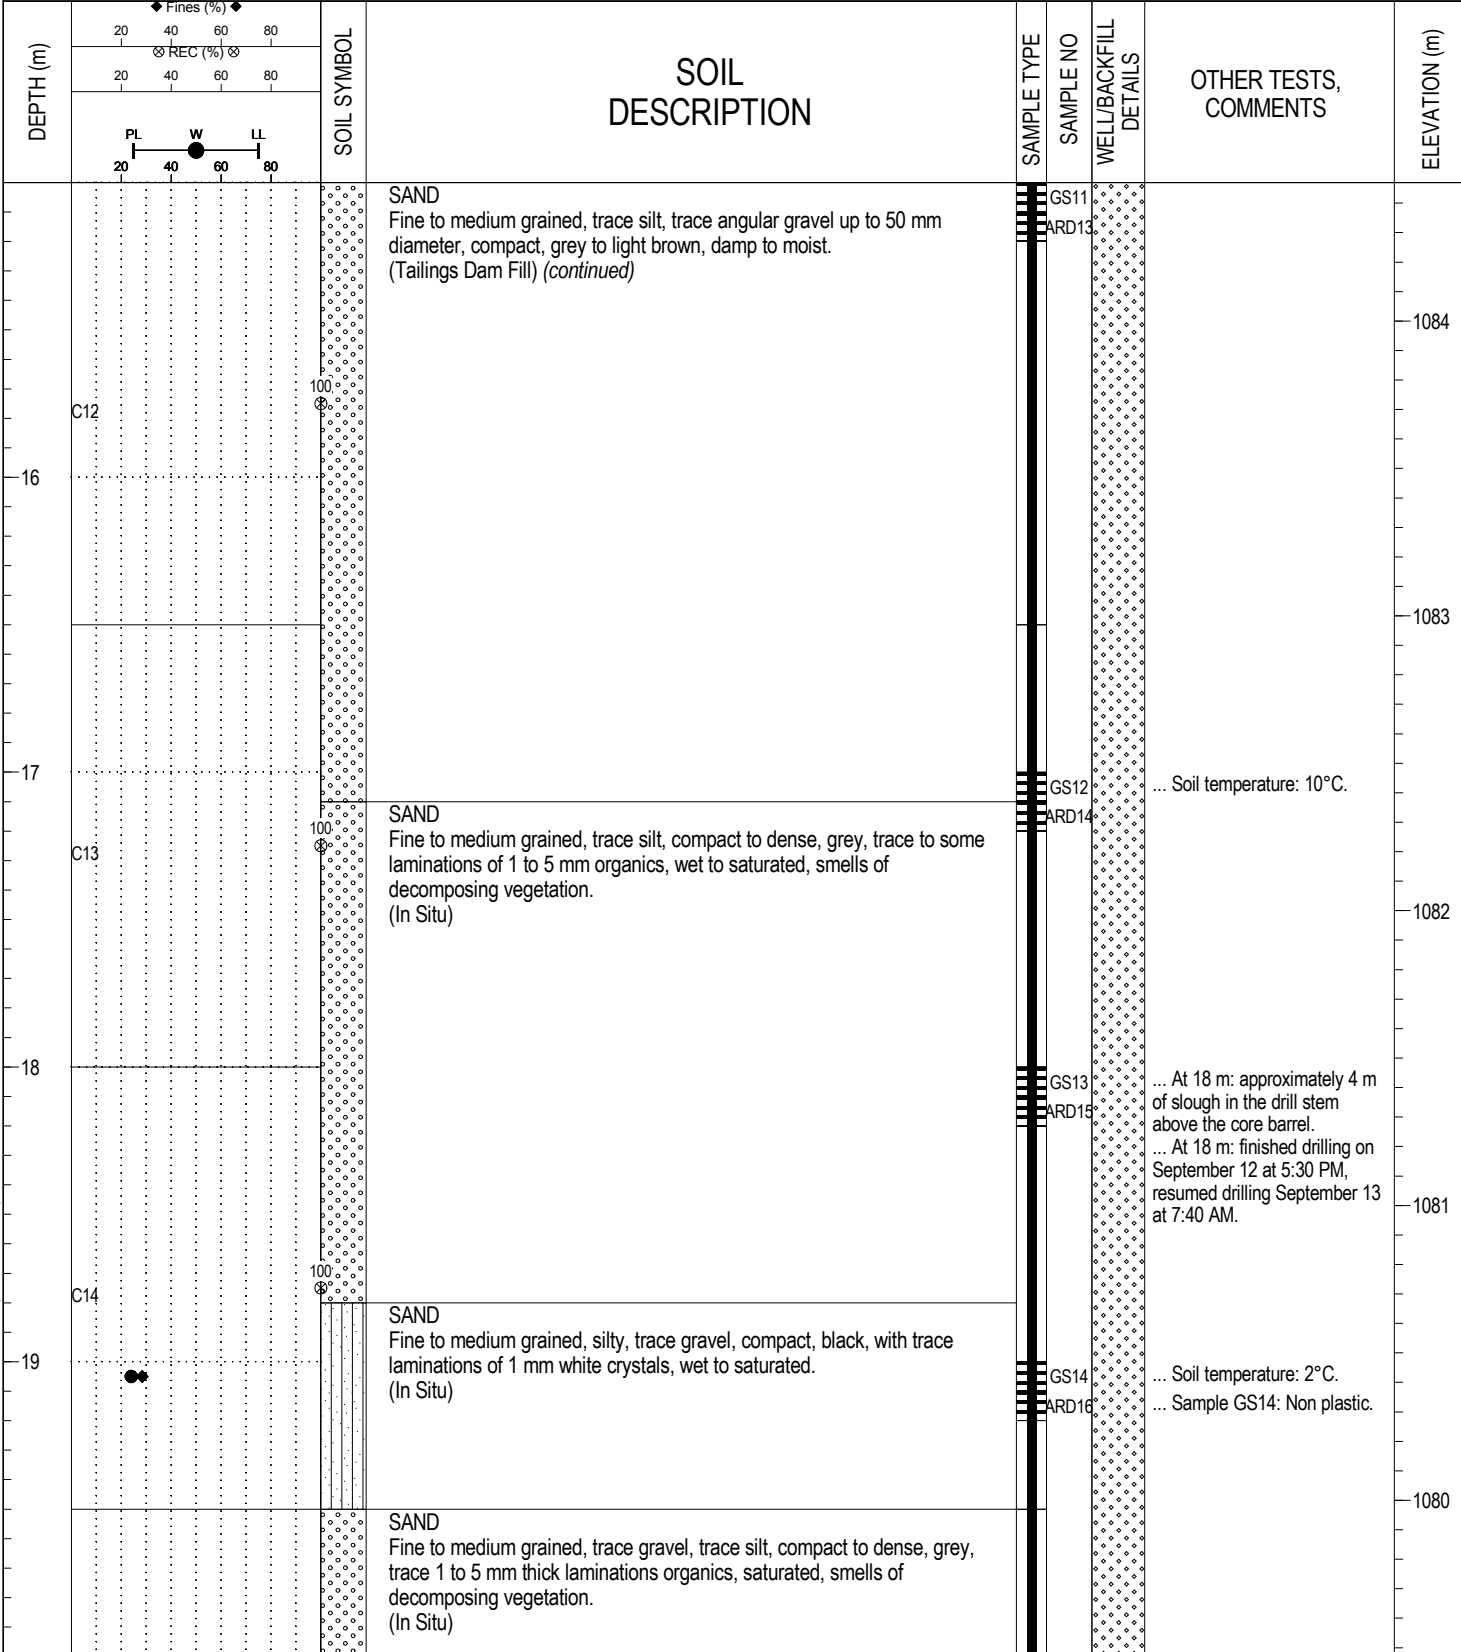 ◆ Fines (%) ◆
20 40 60 80
⊗ REC (%) ⊗
20 40 60 80
PL W LL
20 40 60 80
DEPTH (m)
SOIL SYMBOL
SOIL
DESCRIPTION
SAMPLE TYPE
SAMPLE NO
WELL/BACKFILL
DETAILS
OTHER TESTS,
COMMENTS
ELEVATION (m)
SAND
Fine to medium grained, trace silt, trace angular gravel up to 50 mm
diameter, compact, grey to light brown, damp to moist.
(Tailings Dam Fill) (continued)
GS11
ARD13
1084
100
C12
16
1083
17
GS12
ARD14
... Soil temperature: 10°C.
SAND
Fine to medium grained, trace silt, compact to dense, grey, trace to some
laminations of 1 to 5 mm organics, wet to saturated, smells of
decomposing vegetation.
(In Situ)
100
C13
1082
18
GS13
ARD15
... At 18 m: approximately 4 m
of slough in the drill stem
above the core barrel.
... At 18 m: finished drilling on
September 12 at 5:30 PM,
resumed drilling September 13
at 7:40 AM.
1081
100
C14
SAND
Fine to medium grained, silty, trace gravel, compact, black, with trace
laminations of 1 mm white crystals, wet to saturated.
(In Situ)
19
GS14
ARD16
... Soil temperature: 2°C.
... Sample GS14: Non plastic.
1080
SAND
Fine to medium grained, trace gravel, trace silt, compact to dense, grey,
trace 1 to 5 mm thick laminations organics, saturated, smells of
decomposing vegetation.
(In Situ)